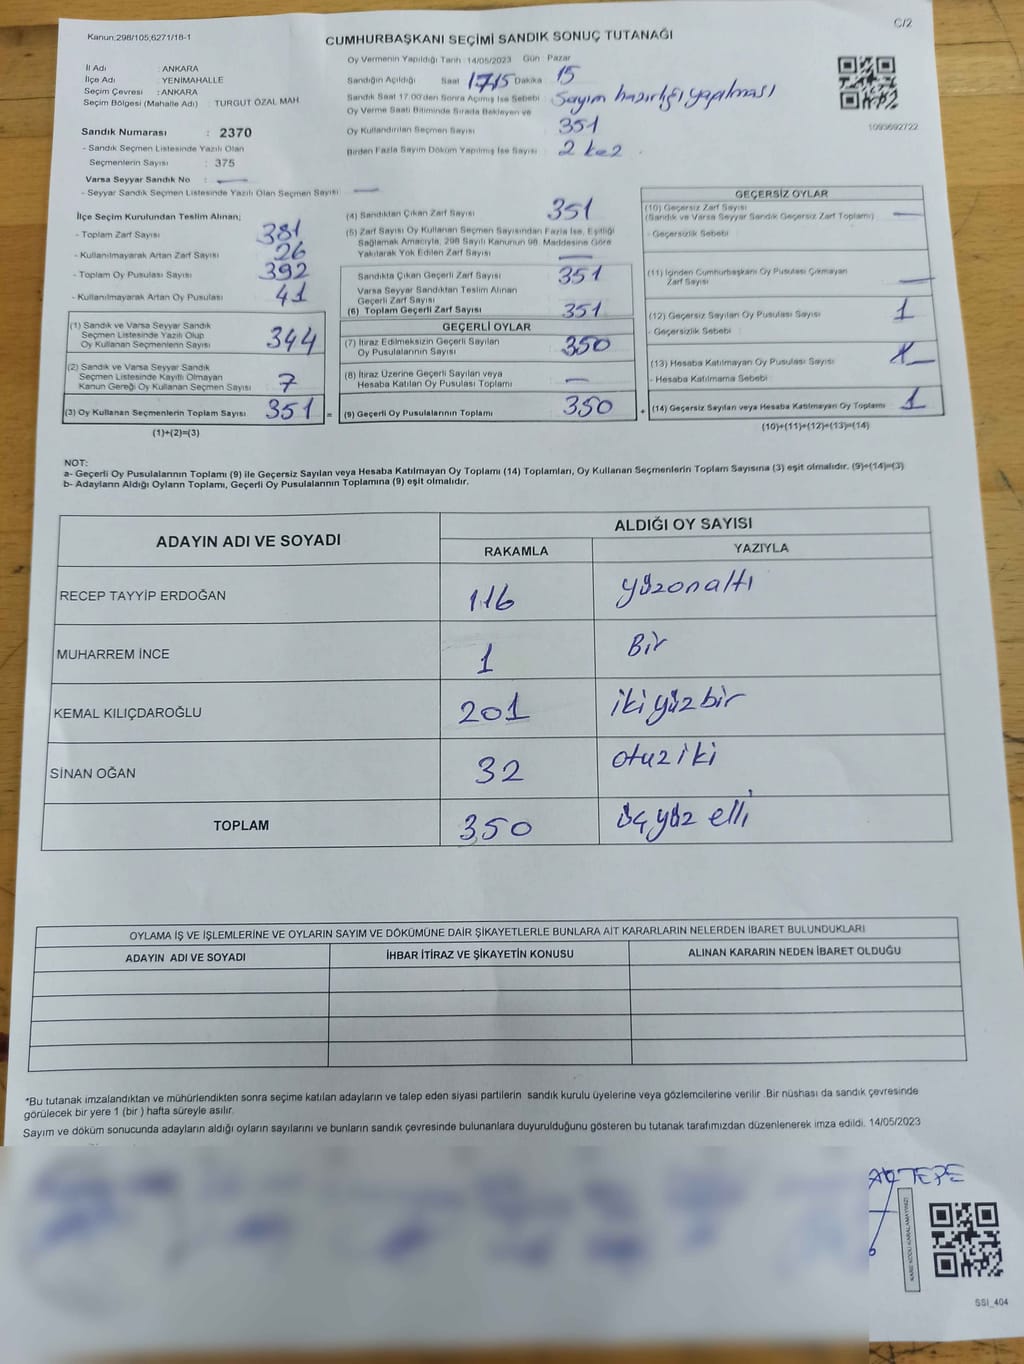 C/2
Kanun:298/105,6271/18-1
CUMHURBAŞKANI SEÇİMİ SANDIK SONUÇ TUTANAĞI
İl Adı : ANKARA
İlçe Adı : YENİMAHALLE
Seçim Çevresi : ANKARA
Seçim Bölgesi (Mahalle Adı) TURGUT ÖZAL MAH
Sandık Numarası : 2370
- Sandık Seçmen Listesinde Yazılı Olan
Seçmenlerin Sayısı : 375
Varsa Seyyar Sandık No : —
- Seyyar Sandık Seçmen Listesinde Yazılı Olan Seçmen Sayısı —
Oy Vermenin Yapıldığı Tarih 14/05/2023 Gün Pazar
Sandığın Açıldığı Saat 1715 Dakika 15
Sandık Saat 17:00'den Sonra Açılmış İse Sebebi Sayım hazırlığı yapılması
Oy Verme Saati Bitiminde Sırada Bekleyen ve
Oy Kullandırılan Seçmen Sayısı 351
Birden Fazla Sayım Döküm Yapılmış İse Sayısı 2 kez
1093692722
İlçe Seçim Kurulundan Teslim Alınan;
- Toplam Zarf Sayısı 381
- Kullanılmayarak Artan Zarf Sayısı 26
- Toplam Oy Pusulası Sayısı 392
- Kullanılmayarak Artan Oy Pusulası 41
(1) Sandık ve Varsa Seyyar Sandık
Seçmen Listesinde Yazılı Olup
Oy Kullanan Seçmenlerin Sayısı 344
(2) Sandık ve Varsa Seyyar Sandık
Seçmen Listesinde Kayıtlı Olmayan
Kanun Gereği Oy Kullanan Seçmen Sayısı 7
(3) Oy Kullanan Seçmenlerin Toplam Sayısı 351 =
(1)+(2)=(3)
(4) Sandıktan Çıkan Zarf Sayısı 351
(5) Zarf Sayısı Oy Kullanan Seçmen Sayısından Fazla İse, Eşitliği
Sağlamak Amacıyla, 298 Sayılı Kanunun 98. Maddesine Göre
Yakılarak Yok Edilen Zarf Sayısı —
Sandıkta Çıkan Geçerli Zarf Sayısı 351
Varsa Seyyar Sandıktan Teslim Alınan
Geçerli Zarf Sayısı
(6) Toplam Geçerli Zarf Sayısı 351
GEÇERLİ OYLAR
(7) İtiraz Edilmeksizin Geçerli Sayılan
Oy Pusulalarının Sayısı 350
(8) İtiraz Üzerine Geçerli Sayılan veya
Hesaba Katılan Oy Pusulası Toplamı —
(9) Geçerli Oy Pusulalarının Toplamı 350 +
GEÇERSİZ OYLAR
(10) Geçersiz Zarf Sayısı
(Sandık ve Varsa Seyyar Sandık Geçersiz Zarf Toplamı) —
- Geçersizlik Sebebi
(11) İçinden Cumhurbaşkanı Oy Pusulası Çıkmayan
Zarf Sayısı —
(12) Geçersiz Sayılan Oy Pusulası Sayısı 1
- Geçersizlik Sebebi :
(13) Hesaba Katılmayan Oy Pusulası Sayısı —
- Hesaba Katılmama Sebebi
(14) Geçersiz Sayılan veya Hesaba Katılmayan Oy Toplamı 1
(10)+(11)+(12)+(13)=(14)
NOT:
a- Geçerli Oy Pusulalarının Toplamı (9) ile Geçersiz Sayılan veya Hesaba Katılmayan Oy Toplamı (14) Toplamları, Oy Kullanan Seçmenlerin Toplam Sayısına (3) eşit olmalıdır. (9)+(14)=(3)
b- Adayların Aldığı Oyların Toplamı, Geçerli Oy Pusulalarının Toplamına (9) eşit olmalıdır.
ADAYIN ADI VE SOYADI
ALDIĞI OY SAYISI
RAKAMLA YAZIYLA
RECEP TAYYİP ERDOĞAN 116 yüzonaltı
MUHARREM İNCE 1 Bir
KEMAL KILIÇDAROĞLU 201 ikiyüzbir
SİNAN OĞAN 32 otuziki
TOPLAM 350 üçyüz elli
OYLAMA İŞ VE İŞLEMLERİNE VE OYLARIN SAYIM VE DÖKÜMÜNE DAİR ŞİKAYETLERLE BUNLARA AİT KARARLARIN NELERDEN İBARET BULUNDUKLARI
ADAYIN ADI VE SOYADI İHBAR İTİRAZ VE ŞİKAYETİN KONUSU ALINAN KARARIN NEDEN İBARET OLDUĞU
*Bu tutanak imzalandıktan ve mühürlendikten sonra seçime katılan adayların ve talep eden siyasi partilerin sandık kurulu üyelerine veya gözlemcilerine verilir .Bir nüshası da sandık çevresinde
görülecek bir yere 1 (bir ) hafta süreyle asılır.
Sayım ve döküm sonucunda adayların aldığı oyların sayılarını ve bunların sandık çevresinde bulunanlara duyurulduğunu gösteren bu tutanak tarafımızdan düzenlenerek imza edildi. 14/05/2023
AÇTEPE
KARE KODU KARALAMAYINIZ!
SSI_404